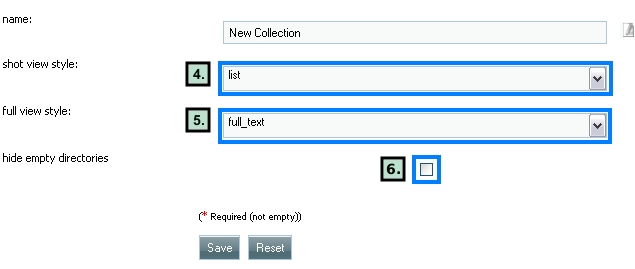 name:
New Collection
shot view style:
4.
list
full view style:
5.
full_text
hide empty directories
6.
(* Required (not empty))
Save Reset